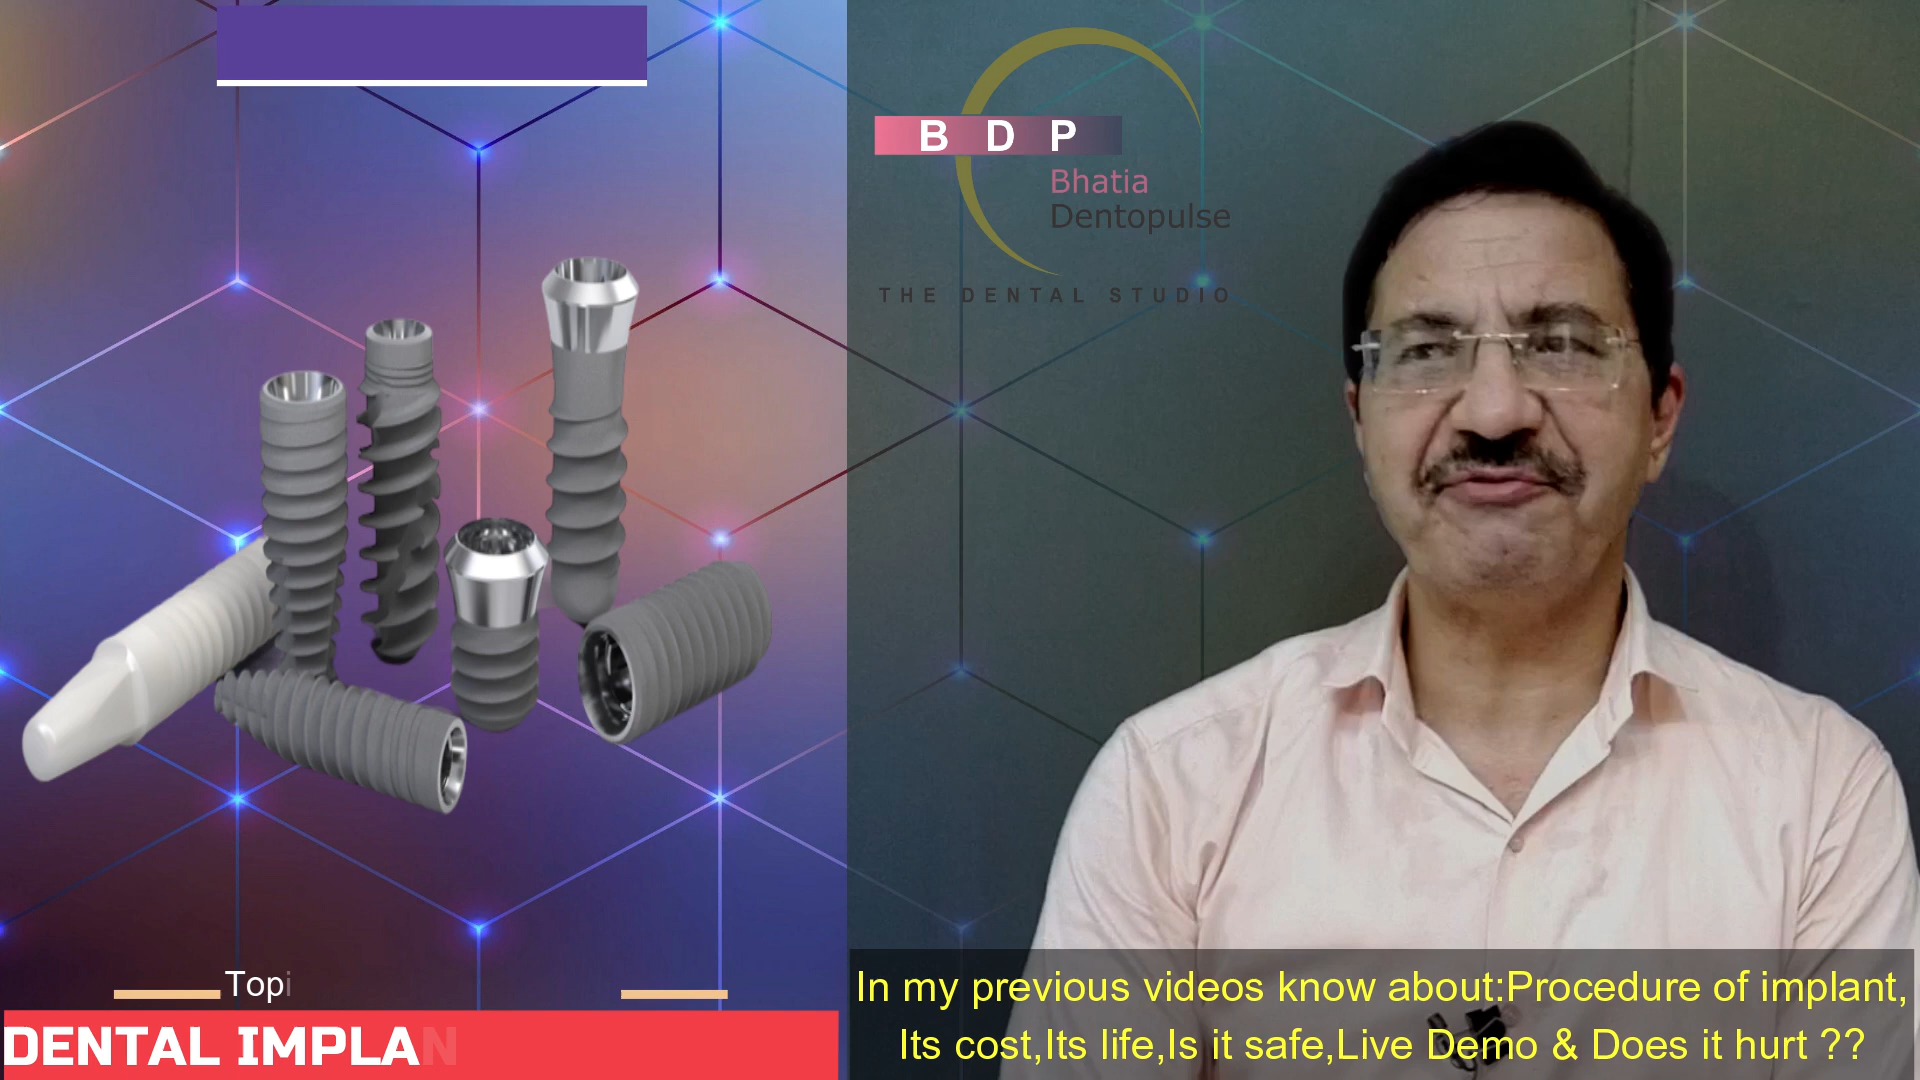 B D P
Bhatia
Dentopulse
THE DENTAL STUDIO
Topi
DENTAL IMPLAN
In my previous videos know about:Procedure of implant,
Its cost,Its life,Is it safe,Live Demo & Does it hurt ??